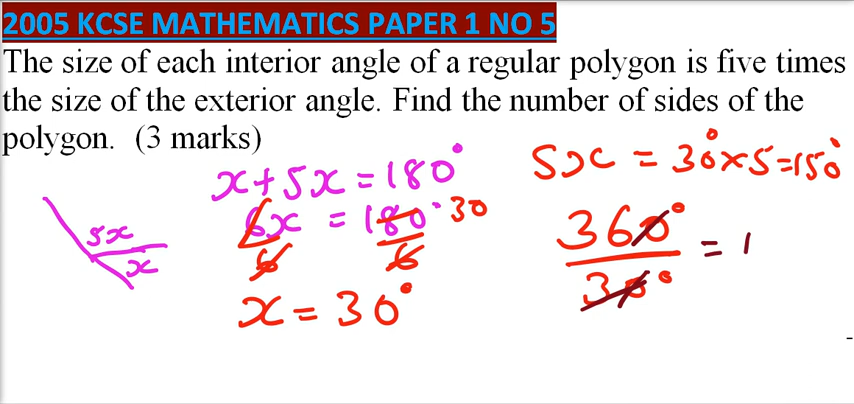 2005 KCSE MATHEMATICS PAPER 1 NO 5
The size of each interior angle of a regular polygon is five times
the size of the exterior angle. Find the number of sides of the
polygon. (3 marks)
x+5x=180°
6x = 180° 30
6 6
x = 30°
5x
x
5x = 30°×5=150°
360° = 1
30°